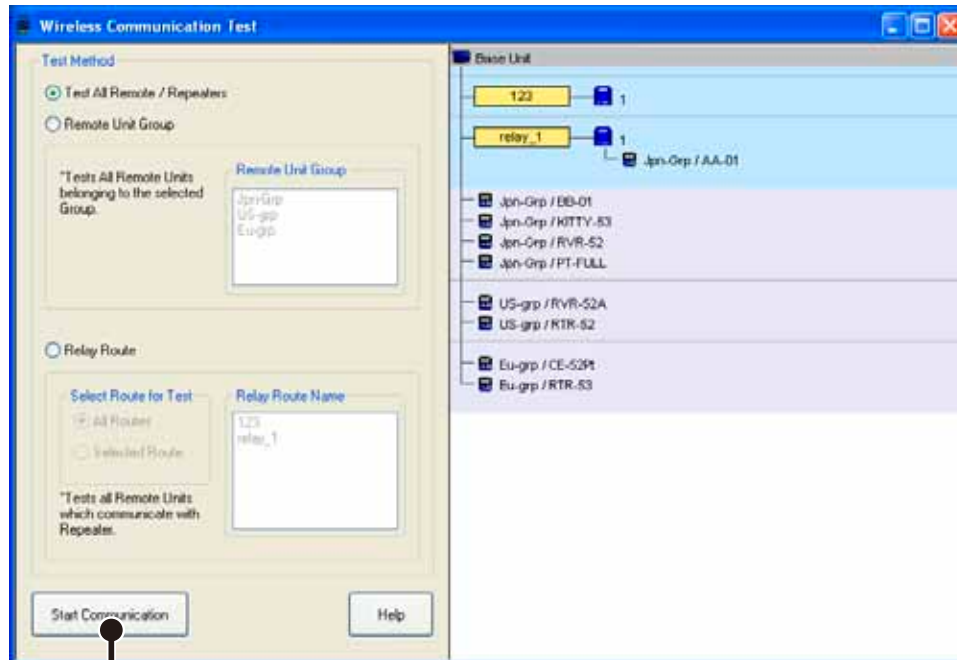 Wireless Communication Test
Test Method
Test All Remote / Repeaters
Remote Unit Group
"Tests All Remote Units
belonging to the selected
Group.
Remote Unit Group
Jpn-Grp
US-grp
Eu-grp
Relay Route
Select Route for Test
All Routes
Selected Route
"Tests all Remote Units
which communicate with
Repeater.
Relay Route Name
123
relay_1
Start Communication
Help
Base Unit
123
1
relay_1
1
Jpn-Grp / AA-01
Jpn-Grp / BB-01
Jpn-Grp / KITTY-53
Jpn-Grp / RVR-52
Jpn-Grp / PT-FULL
US-grp / RVR-52A
US-grp / RTR-52
Eu-grp / CE-52Pt
Eu-grp / RTR-53